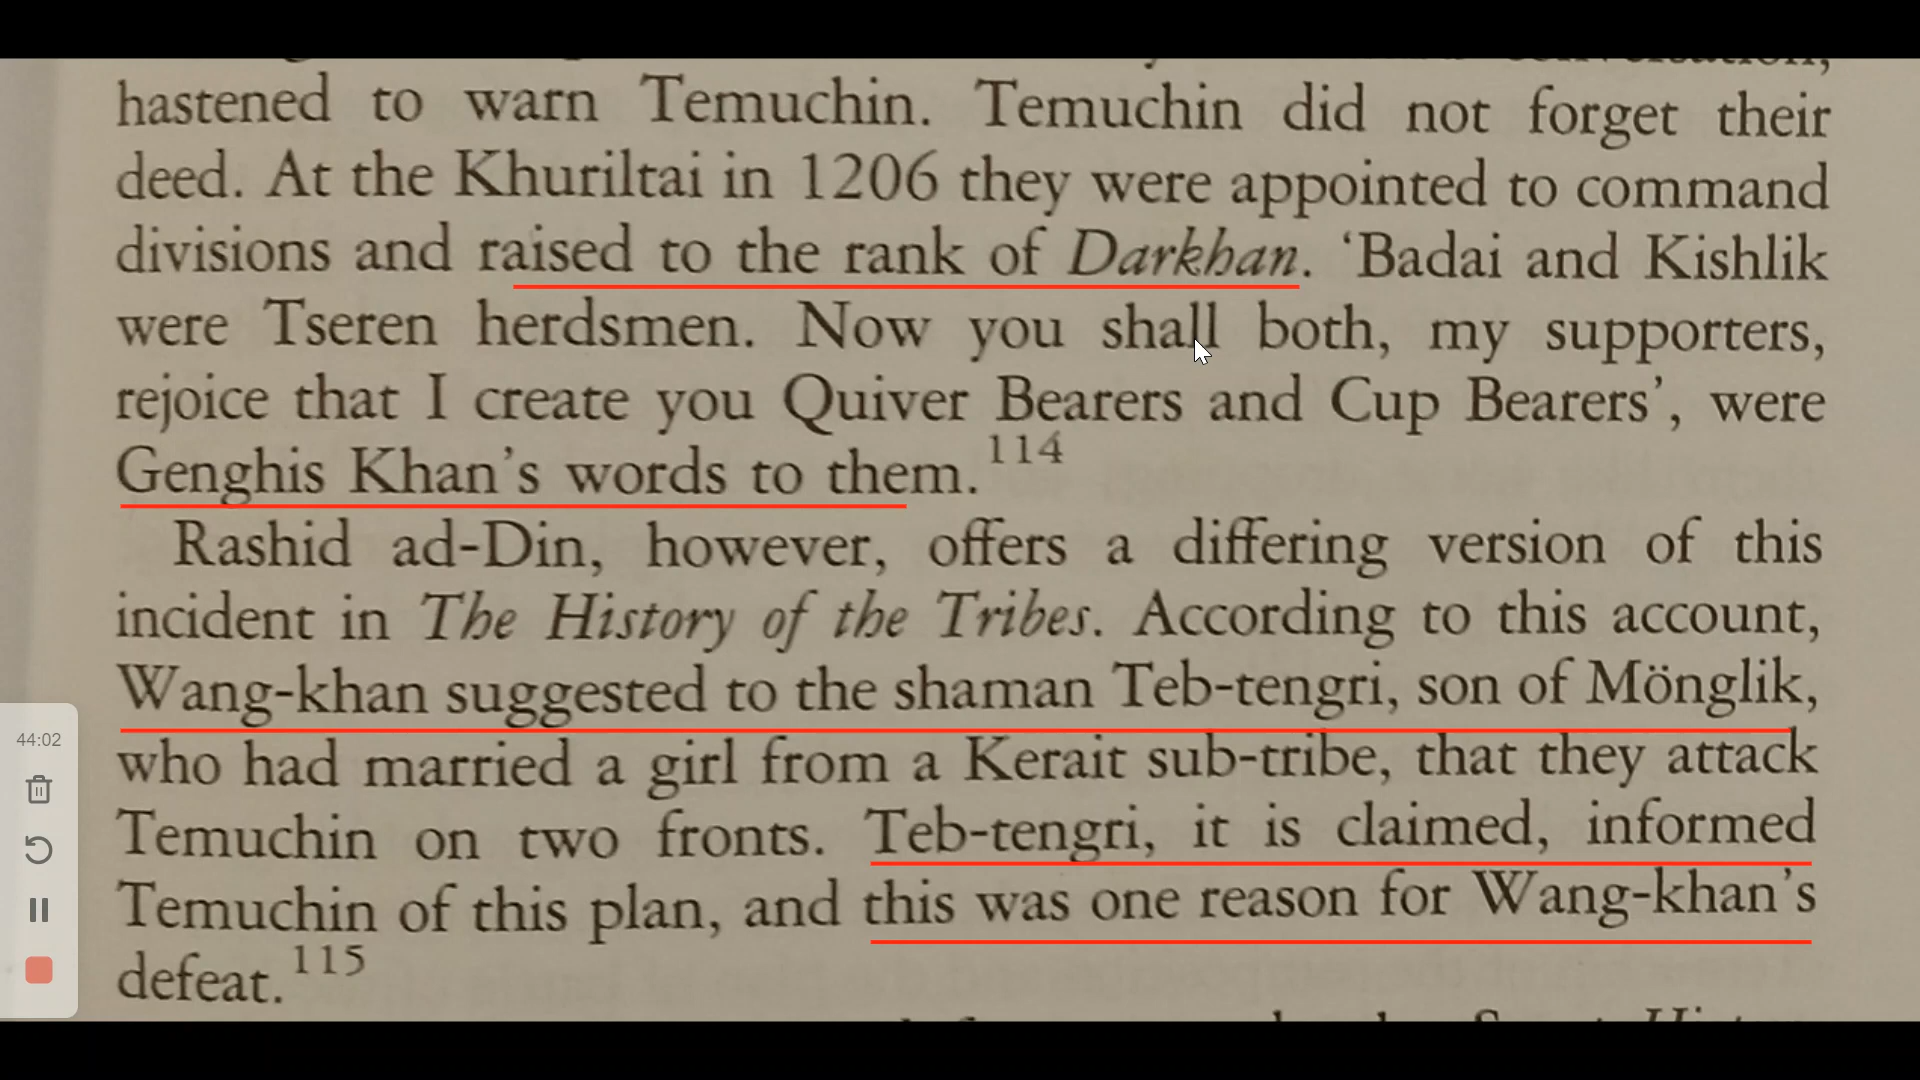 hastened to warn Temuchin. Temuchin did not forget their
deed. At the Khuriltai in 1206 they were appointed to command
divisions and raised to the rank of Darkhan. ‘Badai and Kishlik
were Tseren herdsmen. Now you shall both, my supporters,
rejoice that I create you Quiver Bearers and Cup Bearers’, were
Genghis Khan’s words to them.114
Rashid ad-Din, however, offers a differing version of this
incident in The History of the Tribes. According to this account,
Wang-khan suggested to the shaman Teb-tengri, son of Mönglik,
who had married a girl from a Kerait sub-tribe, that they attack
Temuchin on two fronts. Teb-tengri, it is claimed, informed
Temuchin of this plan, and this was one reason for Wang-khan’s
defeat.115
44:02